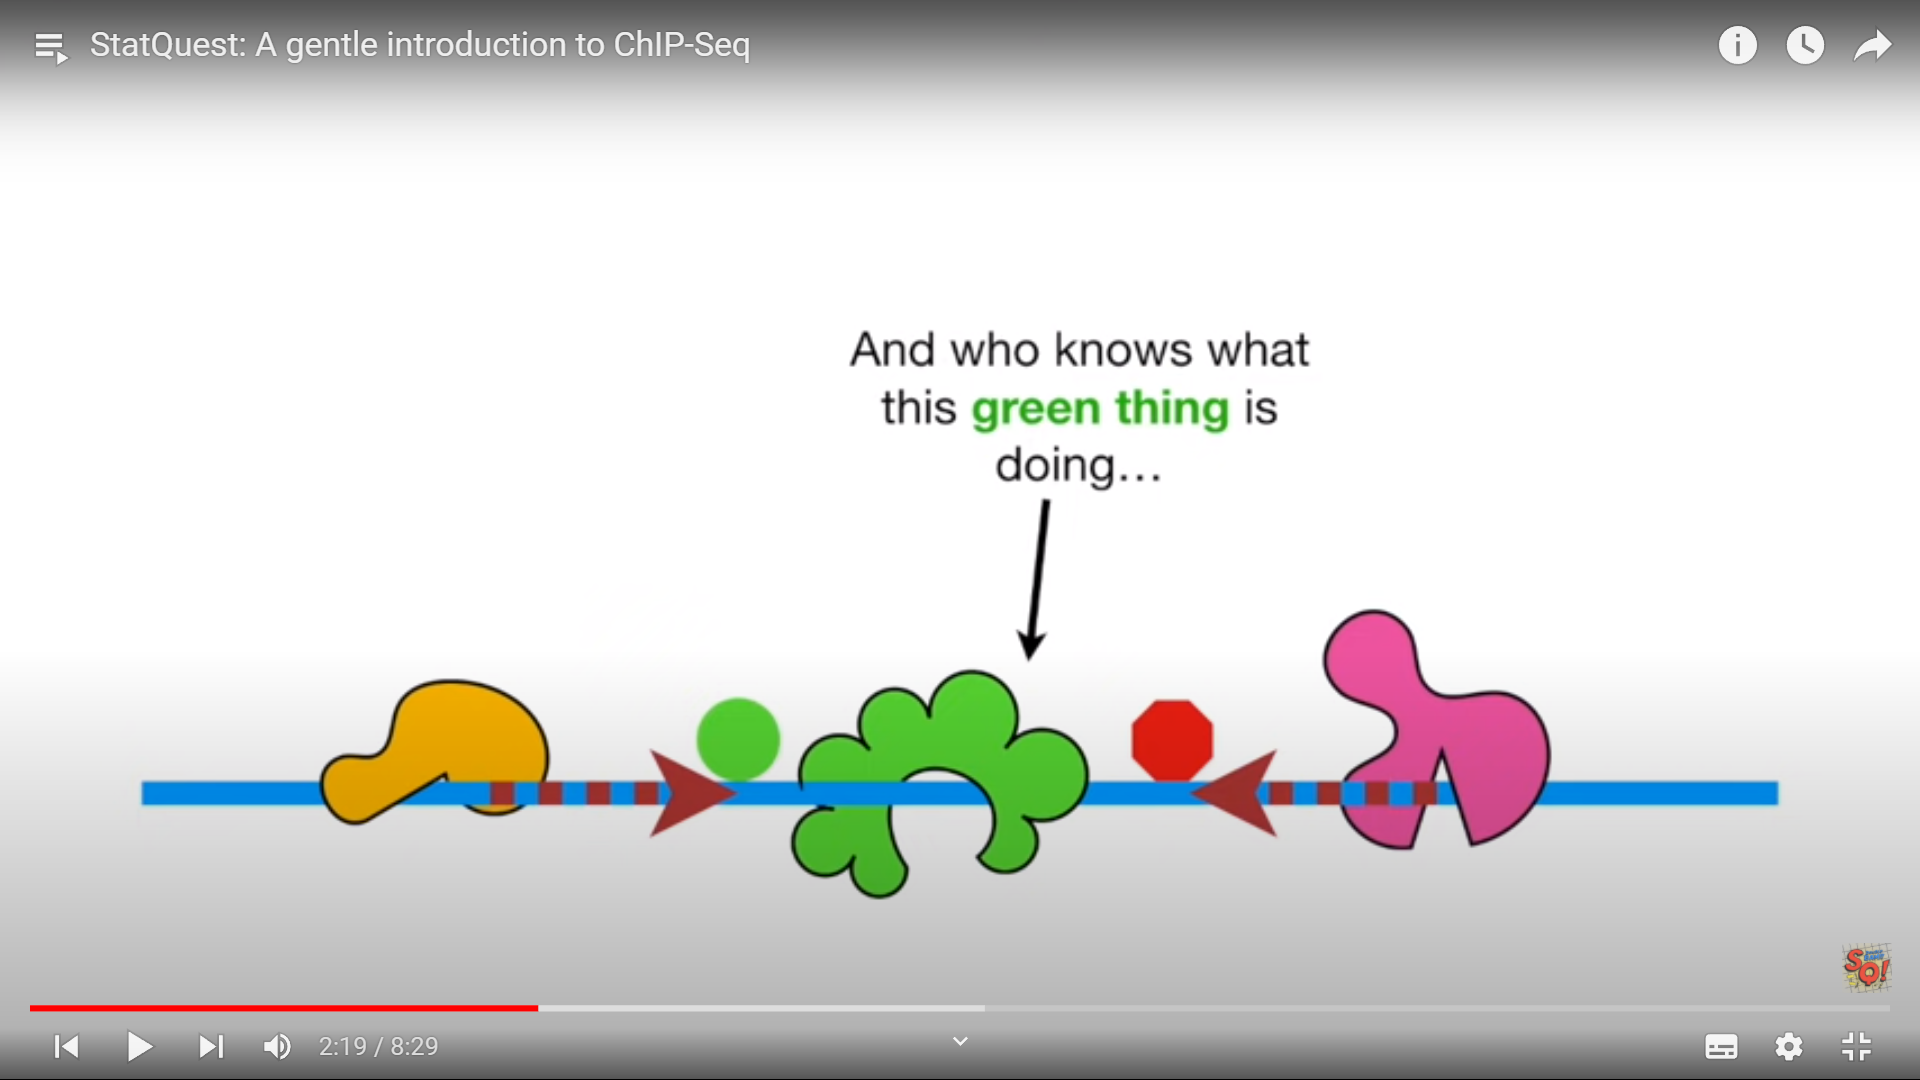 StatQuest: A gentle introduction to ChIP-Seq
And who knows what
this green thing is
doing...
SQ!
2:19 / 8:29